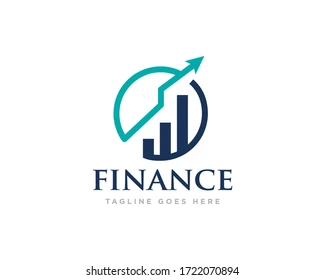 FINANCE
TAGLINE GOES HERE
shutterstock.com · 1722070894